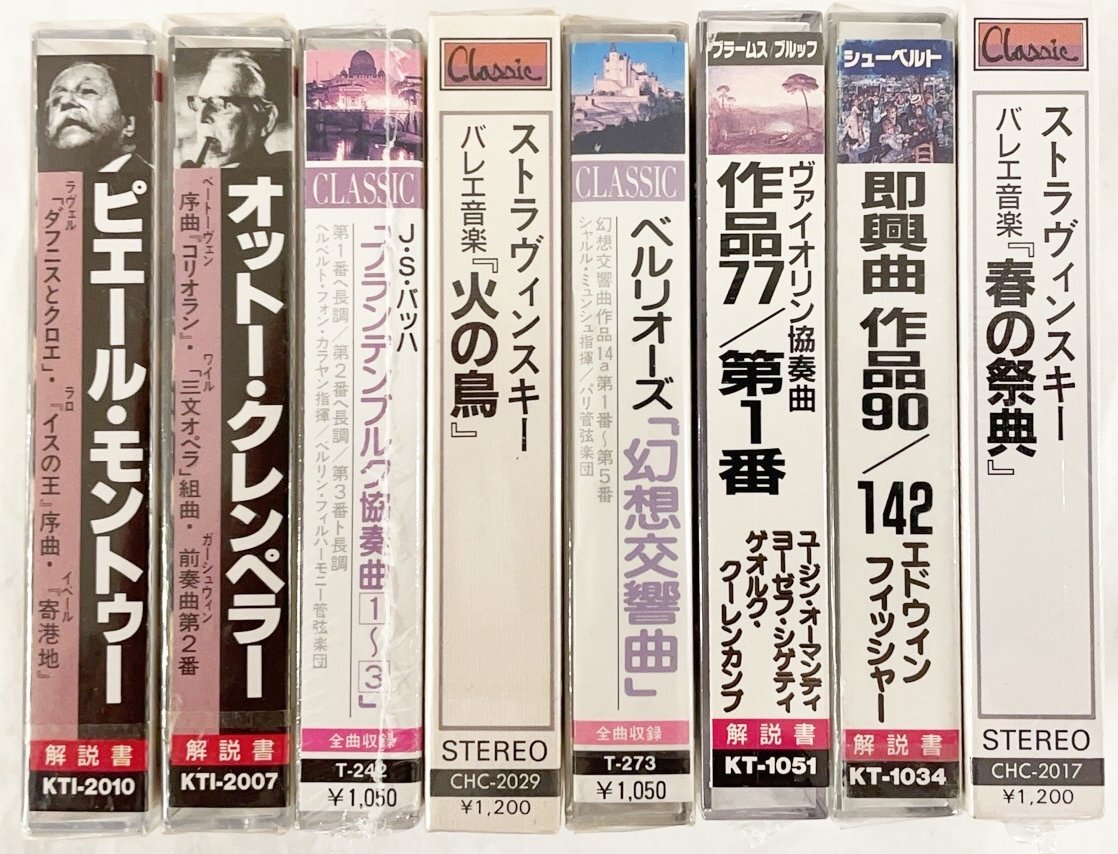 ピエール・モントゥー
ラヴェル
「ダフニスとクロエ」・
ラロ
『イスの王』序曲・
イベール
『寄港地』
解説書
KTI-2010
オットー・クレンペラー
ベートーヴェン
序曲『コリオラン』・
ワイル
「三文オペラ」組曲・
ガーシュウィン
前奏曲第2番
解説書
KTI-2007
CLASSIC
J・S・バッハ
「ブランデンブルク協奏曲1〜3」
第1番ヘ長調／第2番ヘ長調／第3番ト長調
ヘルベルト・フォン・カラヤン指揮／ベルリン・フィルハーモニー管弦楽団
全曲収録
T-242
¥1,050
Classic
ストラヴィンスキー
バレエ音楽『火の鳥』
STEREO
CHC-2029
¥1,200
CLASSIC
ベルリオーズ「幻想交響曲」
幻想交響曲作品14a第1番〜第5番
シャルル・ミュンシュ指揮／パリ管弦楽団
全曲収録
T-273
¥1,050
ブラームス／ブルッフ
ヴァイオリン協奏曲
作品77／第1番
ユージン・オーマンディ
ヨーゼフ・シゲティ
ゲオルク・
クーレンカンプ
解説書
KT-1051
シューベルト
即興曲 作品90／142
エドウィン
フィッシャー
解説書
KT-1034
Classic
ストラヴィンスキー
バレエ音楽『春の祭典』
STEREO
CHC-2017
¥1,200